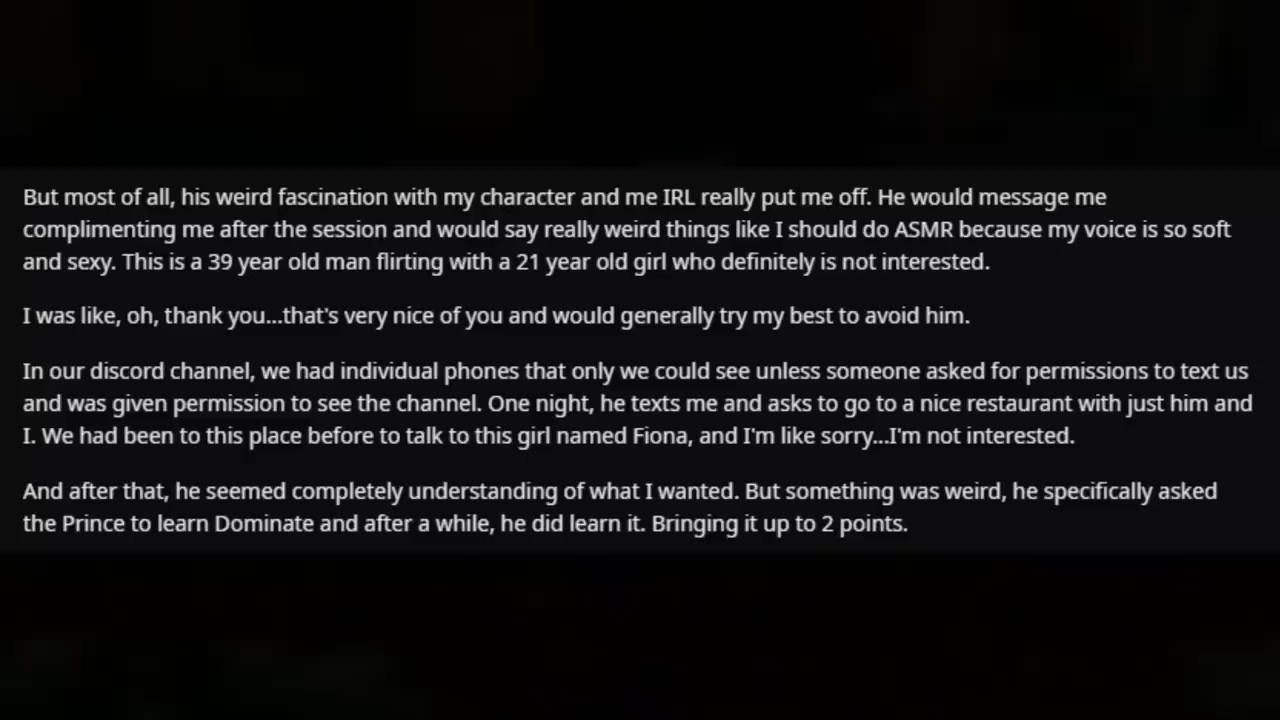 But most of all, his weird fascination with my character and me IRL really put me off. He would message me
complimenting me after the session and would say really weird things like I should do ASMR because my voice is so soft
and sexy. This is a 39 year old man flirting with a 21 year old girl who definitely is not interested.
I was like, oh, thank you...that's very nice of you and would generally try my best to avoid him.
In our discord channel, we had individual phones that only we could see unless someone asked for permissions to text us
and was given permission to see the channel. One night, he texts me and asks to go to a nice restaurant with just him and
I. We had been to this place before to talk to this girl named Fiona, and I'm like sorry...I'm not interested.
And after that, he seemed completely understanding of what I wanted. But something was weird, he specifically asked
the Prince to learn Dominate and after a while, he did learn it. Bringing it up to 2 points.